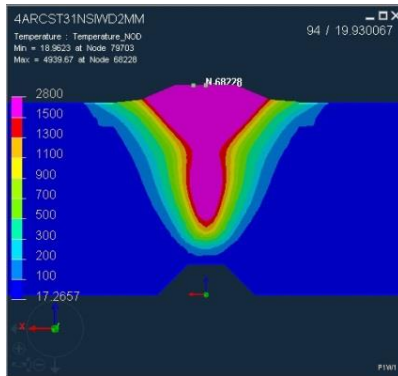 4ARCST31NSIWD2MM
94 / 19.930067
Temperature : Temperature_NOD
Min = 18.9623 at Node 79703
Max = 4939.67 at Node 68228
N 68228
2800
1500
1300
1100
900
700
500
300
200
100
17.2657
X
P1W1